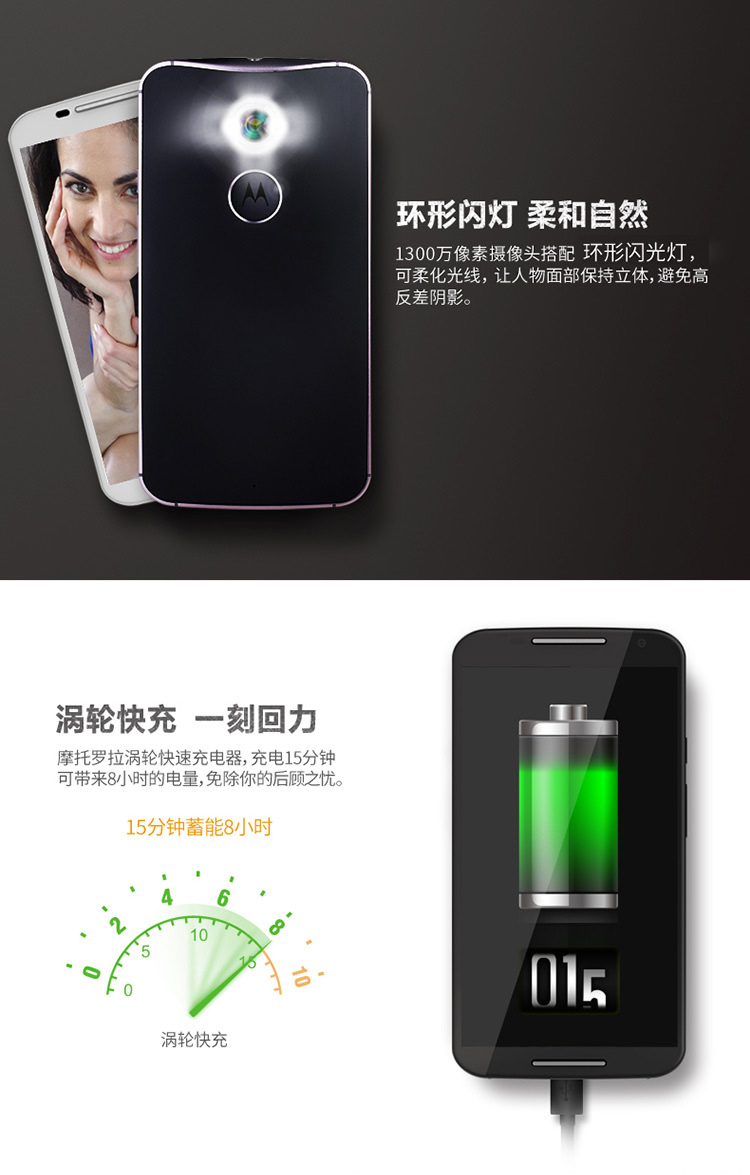 环形闪灯 柔和自然
1300万像素摄像头搭配 环形闪光灯，
可柔化光线，让人物面部保持立体，避免高
反差阴影。
涡轮快充 一刻回力
摩托罗拉涡轮快速充电器，充电15分钟
可带来8小时的电量，免除你的后顾之忧。
15分钟蓄能8小时
0 2 4 6 8 10
0 5 10 15
涡轮快充
015